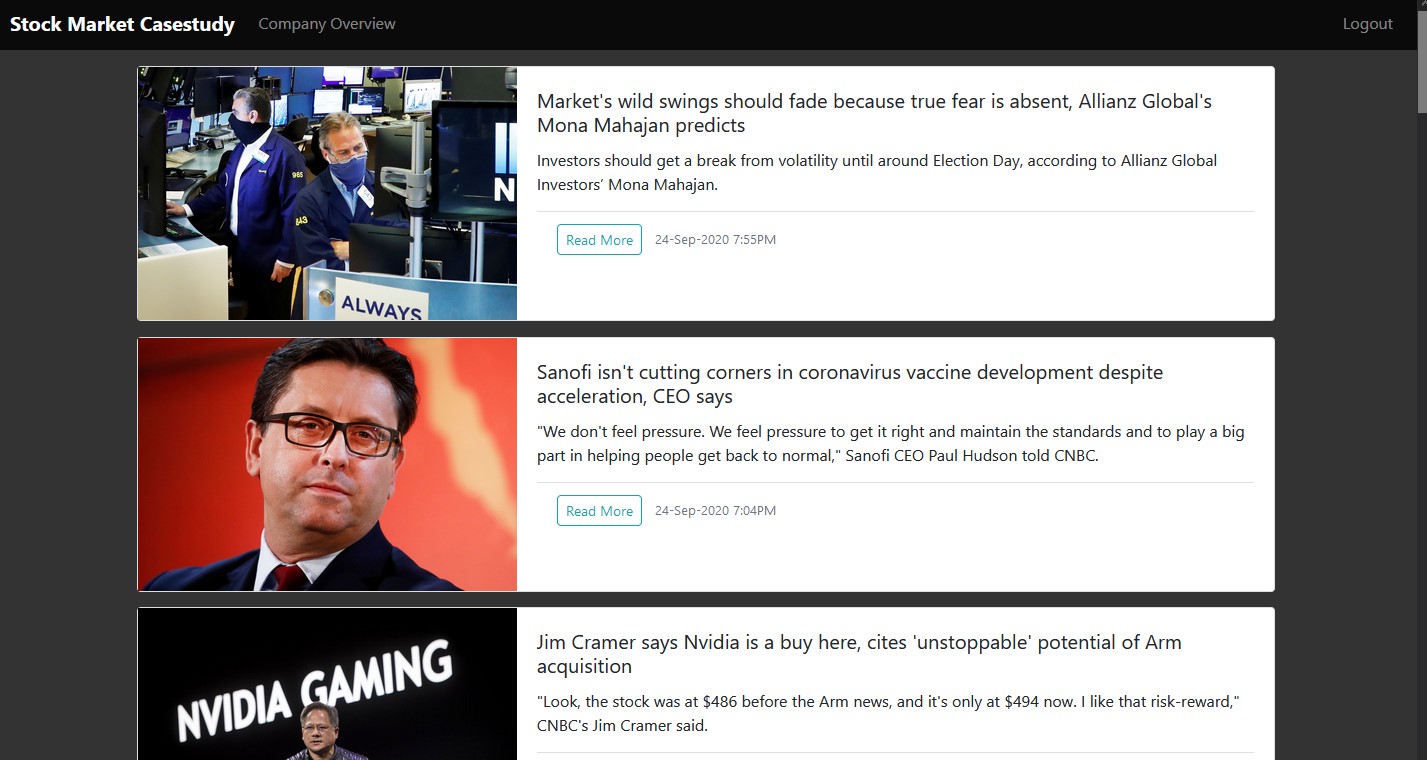 Stock Market Casestudy
Company Overview
Logout
965
643
N
ALWAYS
Market's wild swings should fade because true fear is absent, Allianz Global's
Mona Mahajan predicts
Investors should get a break from volatility until around Election Day, according to Allianz Global
Investors’ Mona Mahajan.
Read More
24-Sep-2020 7:55PM
Sanofi isn't cutting corners in coronavirus vaccine development despite
acceleration, CEO says
"We don't feel pressure. We feel pressure to get it right and maintain the standards and to play a big
part in helping people get back to normal," Sanofi CEO Paul Hudson told CNBC.
Read More
24-Sep-2020 7:04PM
NVIDIA GAMING
Jim Cramer says Nvidia is a buy here, cites 'unstoppable' potential of Arm
acquisition
"Look, the stock was at $486 before the Arm news, and it's only at $494 now. I like that risk-reward,"
CNBC's Jim Cramer said.